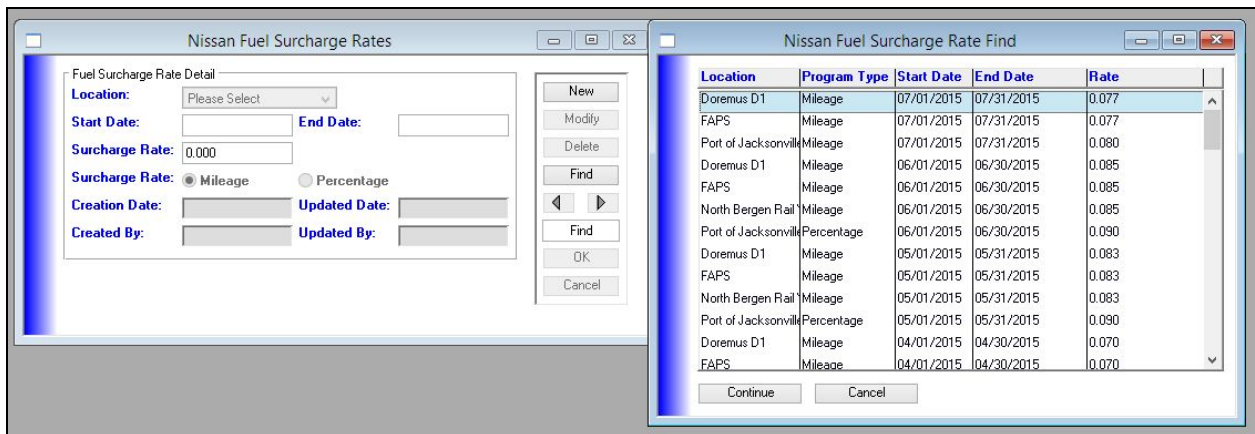 Nissan Fuel Surcharge Rates
Fuel Surcharge Rate Detail
Location: Please Select
Start Date: End Date:
Surcharge Rate: 0.000
Surcharge Rate: Mileage Percentage
Creation Date: Updated Date:
Created By: Updated By:
New
Modify
Delete
Find
Find
OK
Cancel
Nissan Fuel Surcharge Rate Find
Location Program Type Start Date End Date Rate
Doremus D1 Mileage 07/01/2015 07/31/2015 0.077
FAPS Mileage 07/01/2015 07/31/2015 0.077
Port of Jacksonville Mileage 07/01/2015 07/31/2015 0.080
Doremus D1 Mileage 06/01/2015 06/30/2015 0.085
FAPS Mileage 06/01/2015 06/30/2015 0.085
North Bergen Rail Mileage 06/01/2015 06/30/2015 0.085
Port of Jacksonville Percentage 06/01/2015 06/30/2015 0.090
Doremus D1 Mileage 05/01/2015 05/31/2015 0.083
FAPS Mileage 05/01/2015 05/31/2015 0.083
North Bergen Rail Mileage 05/01/2015 05/31/2015 0.083
Port of Jacksonville Percentage 05/01/2015 05/31/2015 0.090
Doremus D1 Mileage 04/01/2015 04/30/2015 0.070
FAPS Mileage 04/01/2015 04/30/2015 0.070
Continue Cancel